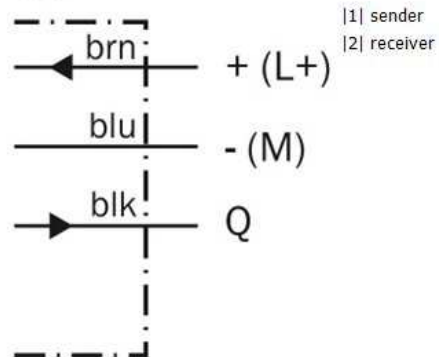 |1| sender
|2| receiver
brn + (L+)
blu - (M)
blk Q